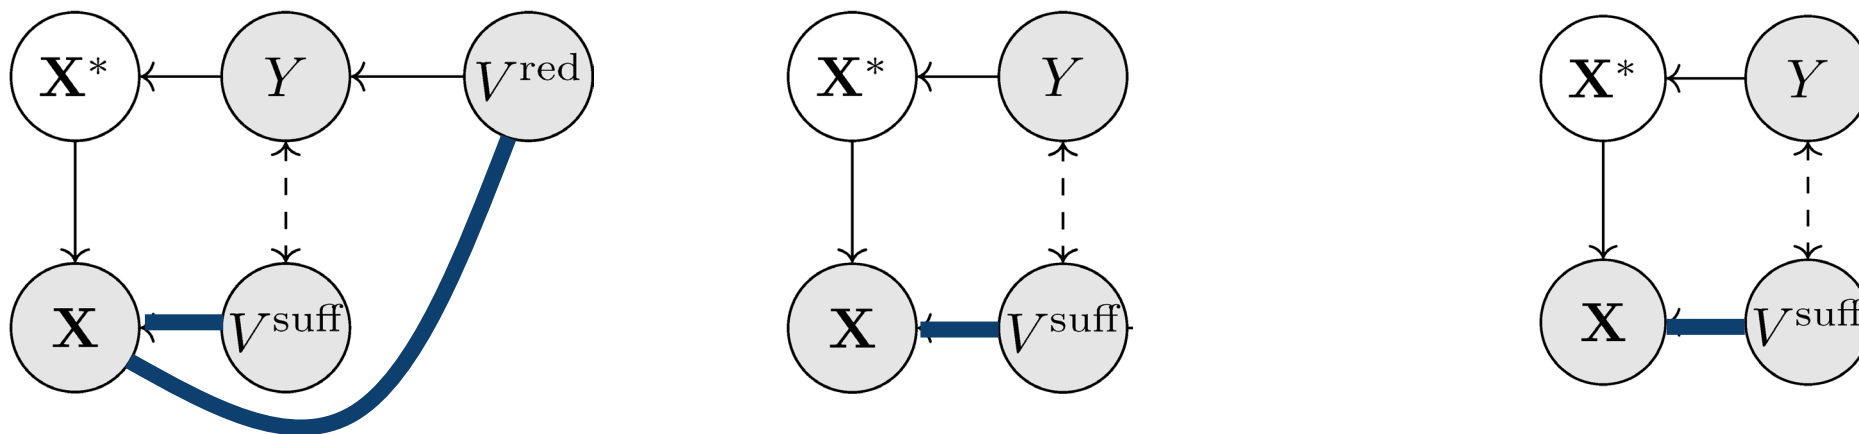 X* Y V^red X* Y X* Y
X V^suff X V^suff X V^suff